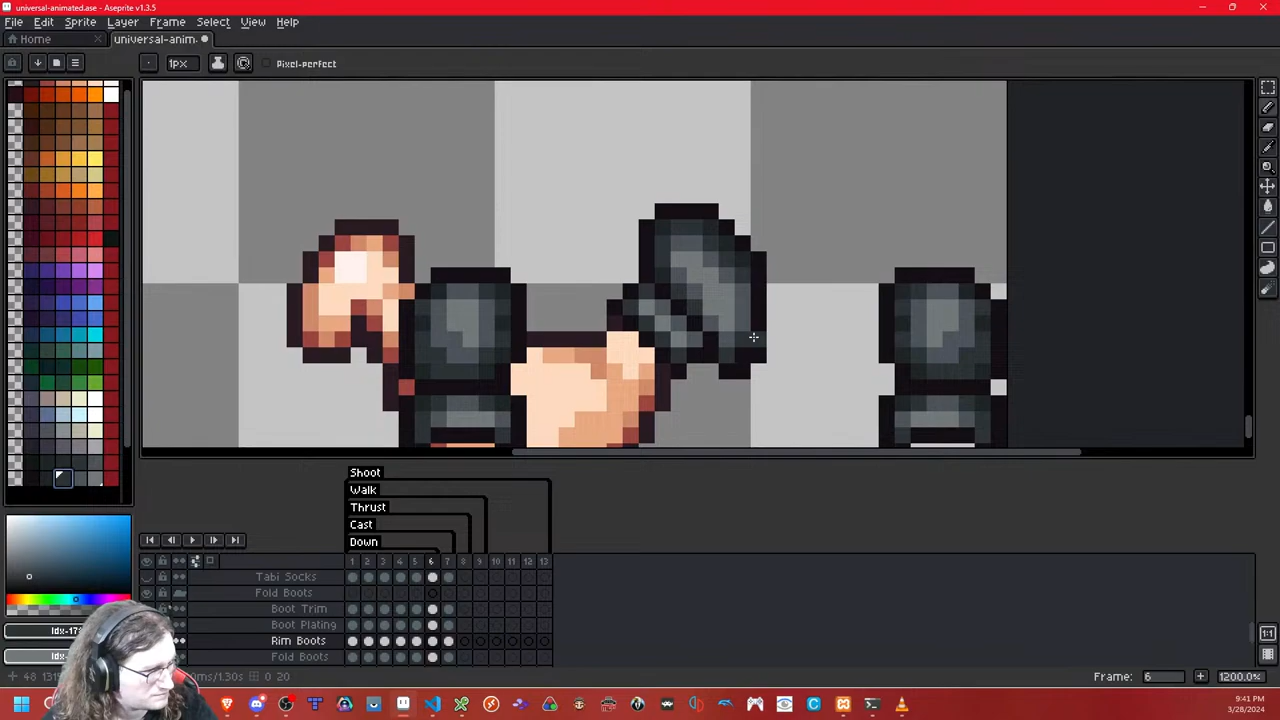 universal-animated.ase - Aseprite v1.3.5
File Edit Sprite Layer Frame Select View Help
Home universal-anim.
1px Pixel-perfect
Shoot
Walk
Thrust
Cast
Down
1 2 3 4 5 6 7 8 9 10 11 12 13
Tabi Socks
Fold Boots
Boot Trim
Boot Plating
Rim Boots
Fold Boots
Frame: 6 1200.0%
9:41 PM
3/28/2024